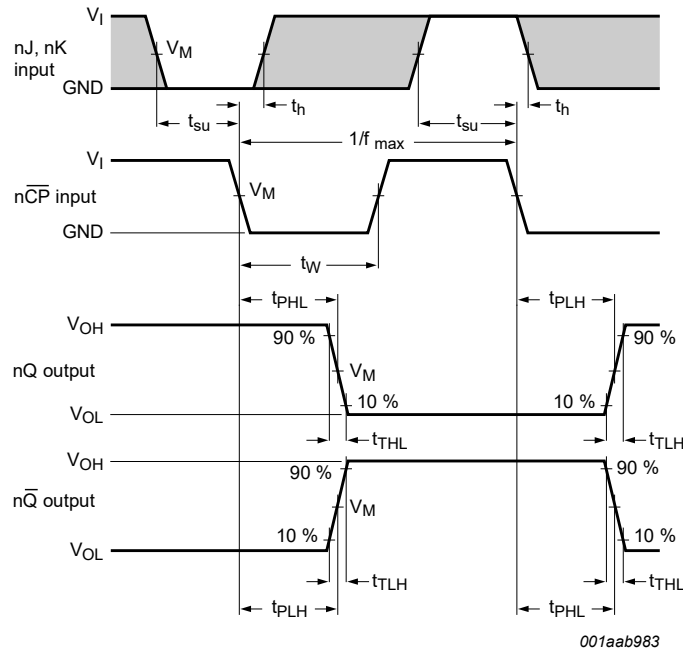 V_I
nJ, nK
input
V_M
GND
t_h
t_h
t_su
t_su
1/f_max
V_I
nC̅P̅ input
V_M
GND
t_W
t_PHL
t_PLH
V_OH
90 %
90 %
nQ output
V_M
10 %
10 %
V_OL
t_THL
t_TLH
V_OH
90 %
90 %
nQ̅ output
V_M
10 %
10 %
V_OL
t_TLH
t_THL
t_PLH
t_PHL
001aab983